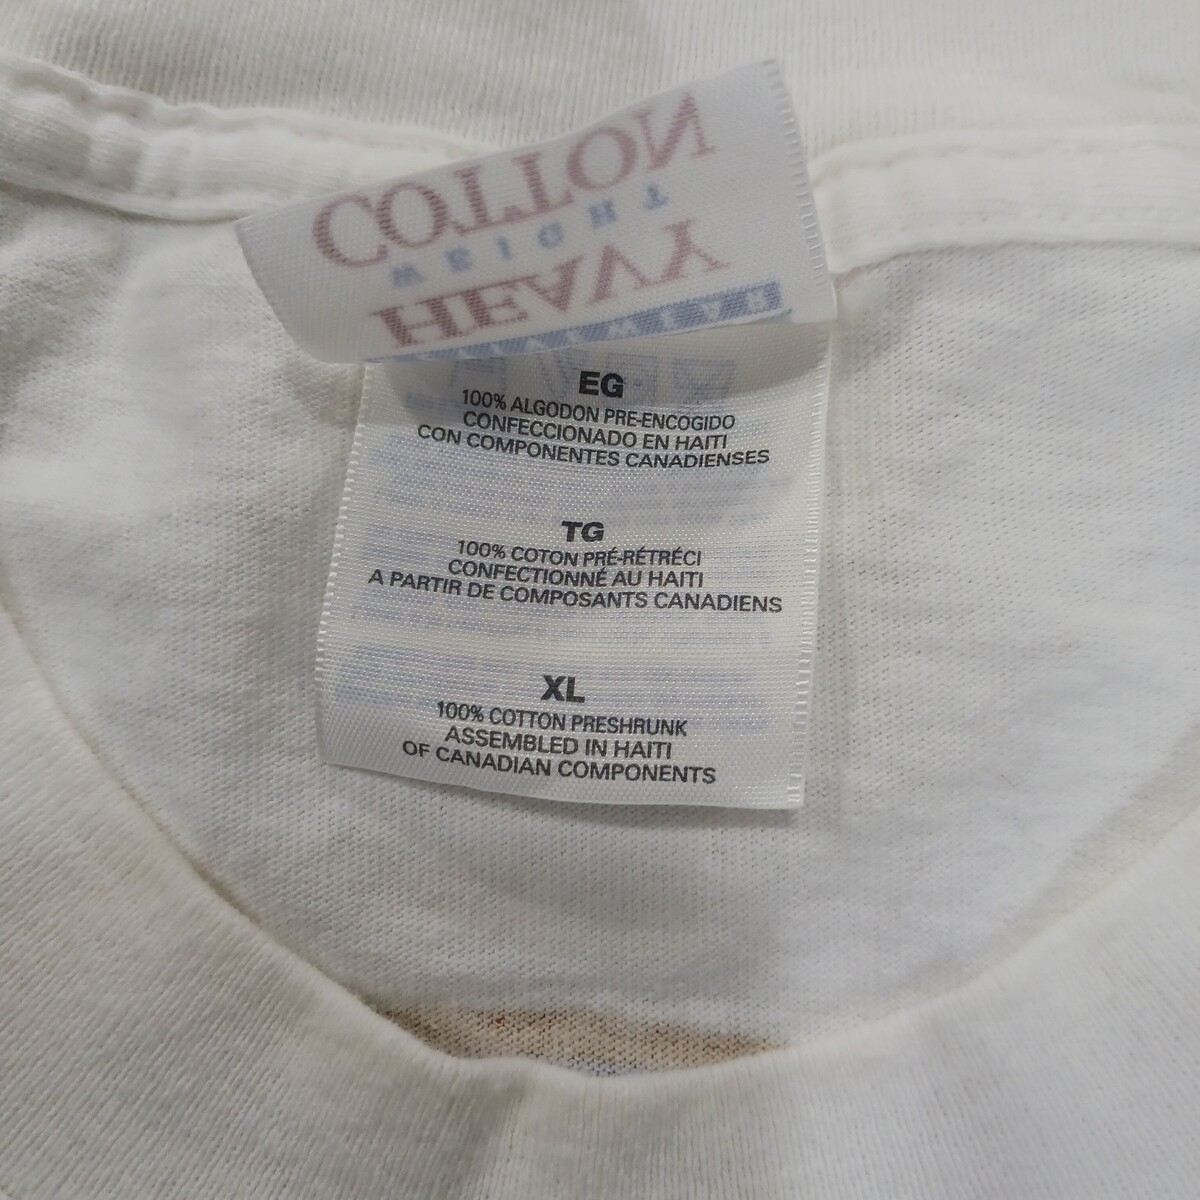 COTTON
WEIGHT
HEAVY
EG
100% ALGODON PRE-ENCOGIDO
CONFECCIONADO EN HAITI
CON COMPONENTES CANADIENSES
TG
100% COTON PRÉ-RÉTRÉCI
CONFECTIONNÉ AU HAITI
A PARTIR DE COMPOSANTS CANADIENS
XL
100% COTTON PRESHRUNK
ASSEMBLED IN HAITI
OF CANADIAN COMPONENTS